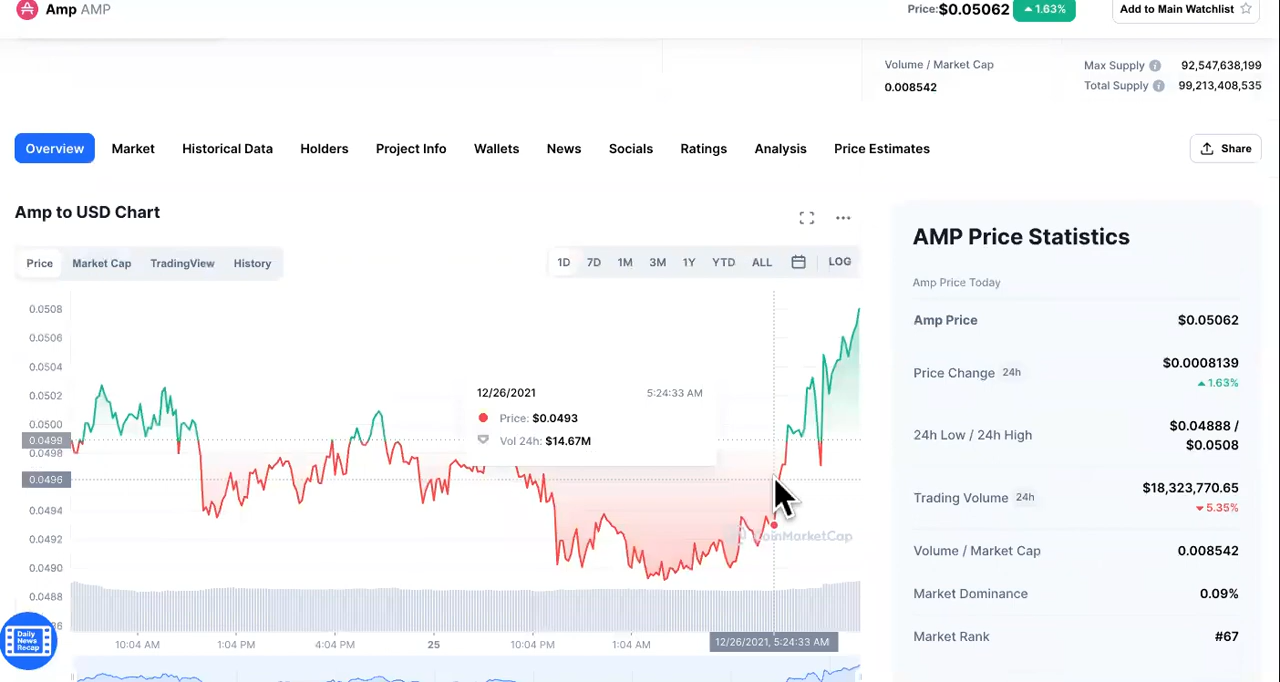 Amp AMP
Price:$0.05062
1.63%
Add to Main Watchlist
Volume / Market Cap
0.008542
Max Supply 92,547,638,199
Total Supply 99,213,408,535
Overview Market Historical Data Holders Project Info Wallets News Socials Ratings Analysis Price Estimates
Share
Amp to USD Chart
Price Market Cap TradingView History
1D 7D 1M 3M 1Y YTD ALL LOG
0.0508
0.0506
0.0504
0.0502
0.0500
0.0499
0.0498
0.0496
0.0494
0.0492
0.0490
0.0488
12/26/2021 5:24:33 AM
Price: $0.0493
Vol 24h: $14.67M
CoinMarketCap
10:04 AM 1:04 PM 4:04 PM 25 10:04 PM 1:04 AM
12/26/2021, 5:24:33 AM
Daily
News
Recap
AMP Price Statistics
Amp Price Today
Amp Price $0.05062
Price Change 24h $0.0008139
1.63%
24h Low / 24h High $0.04888 /
$0.0508
Trading Volume 24h $18,323,770.65
5.35%
Volume / Market Cap 0.008542
Market Dominance 0.09%
Market Rank #67